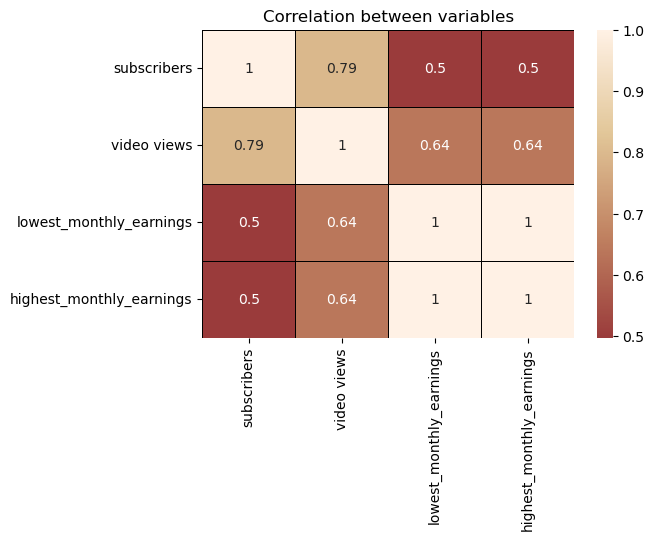 Correlation between variables
subscribers 1 0.79 0.5 0.5
video views 0.79 1 0.64 0.64
lowest_monthly_earnings 0.5 0.64 1 1
highest_monthly_earnings 0.5 0.64 1 1
subscribers
video views
lowest_monthly_earnings
highest_monthly_earnings
1.0
0.9
0.8
0.7
0.6
0.5